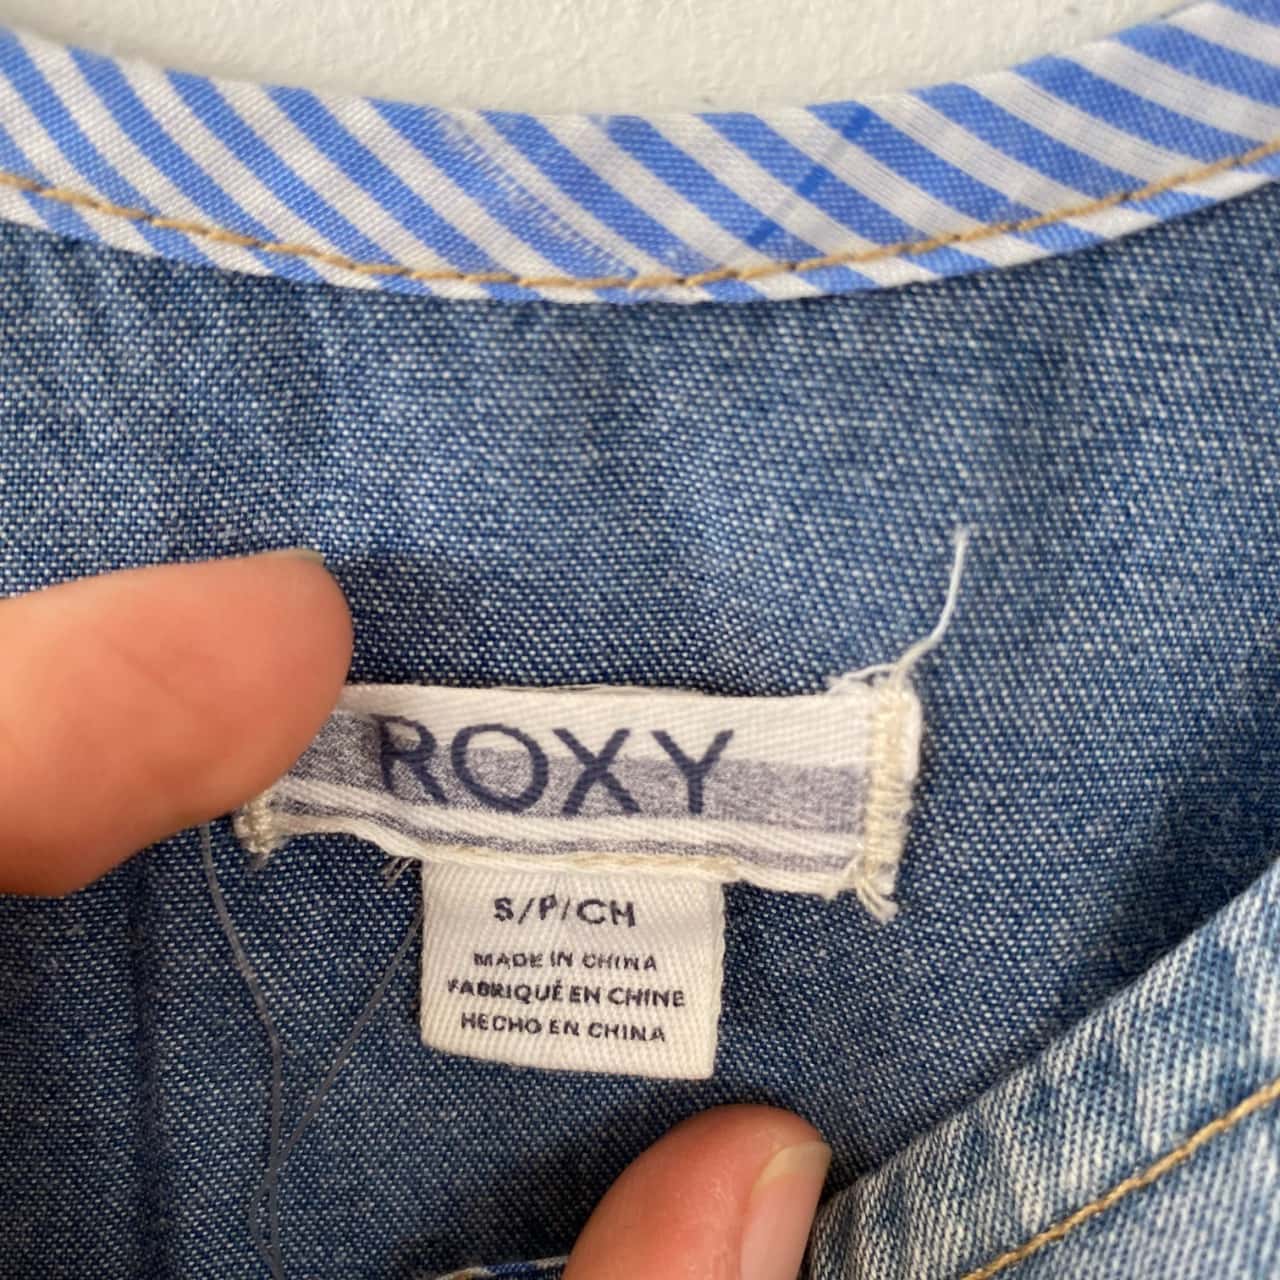 ROXY
S/P/CH
MADE IN CHINA
FABRIQUÉ EN CHINE
HECHO EN CHINA